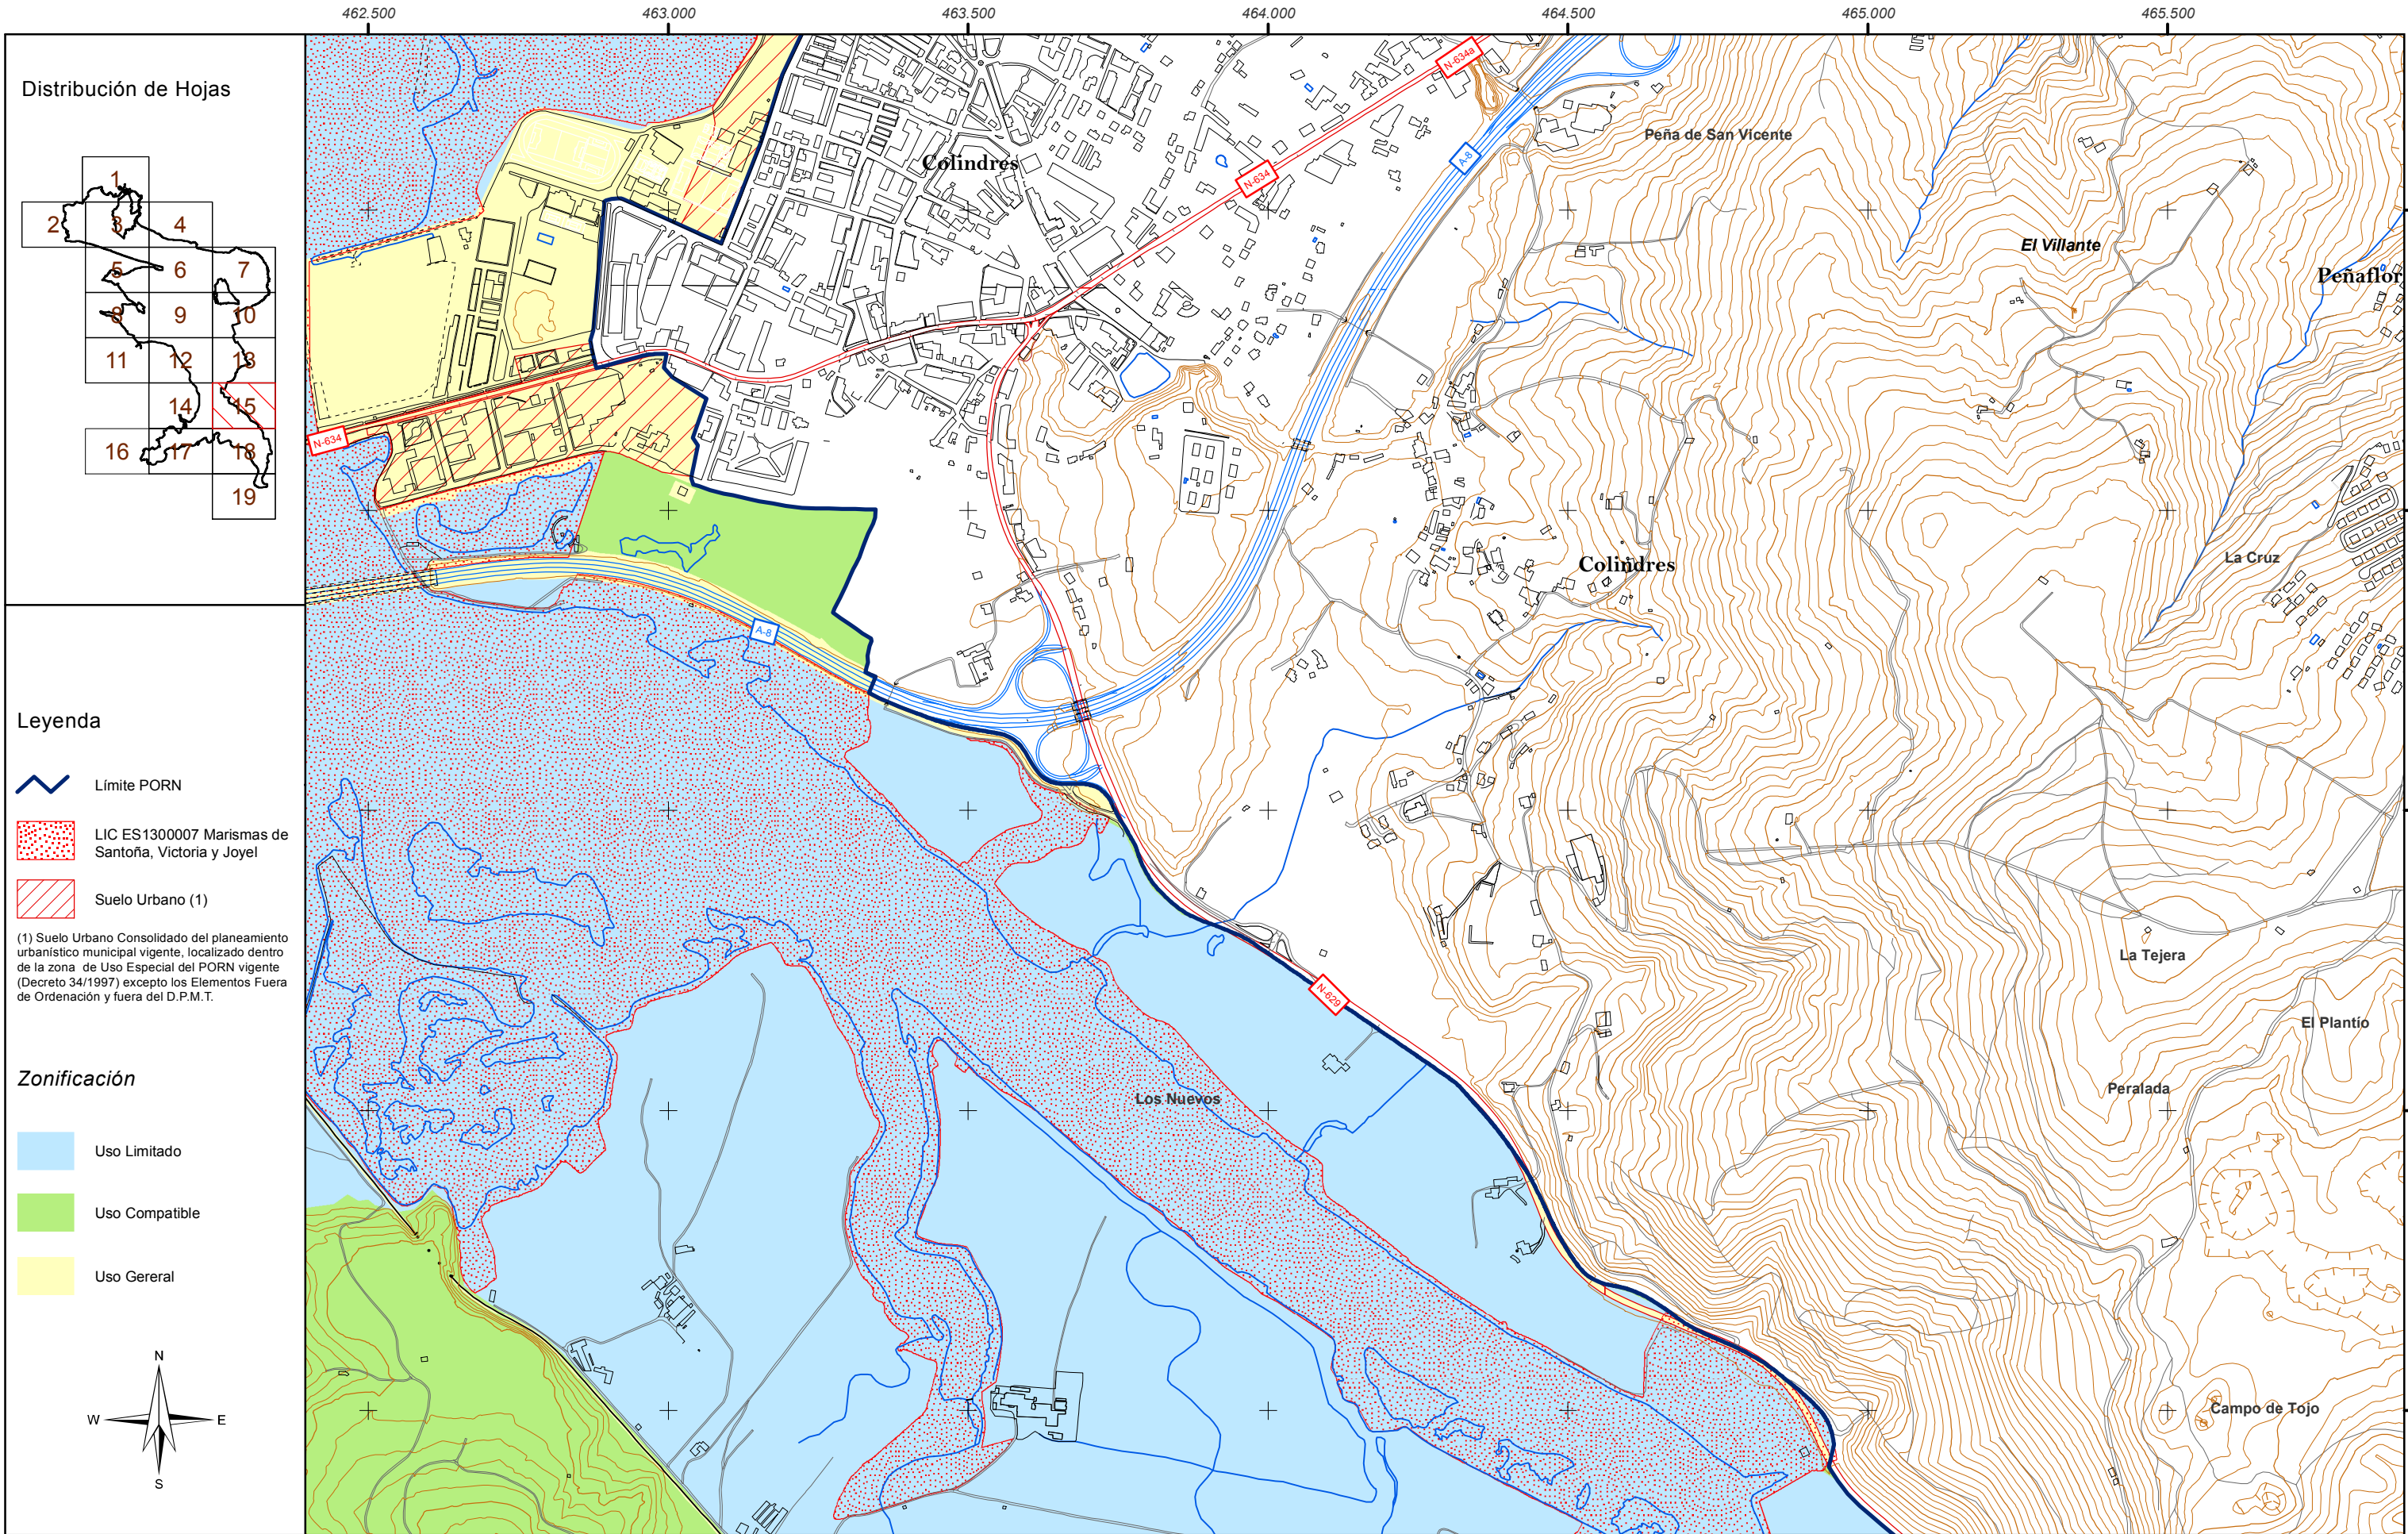 462.500 463.000 463.500 464.000 464.500 465.000 465.500
Distribución de Hojas
1
2 3 4
5 6 7
8 9 10
11 12 13
14 15
16 17 18
19
Leyenda
Límite PORN
LIC ES1300007 Marismas de
Santoña, Victoria y Joyel
Suelo Urbano (1)
(1) Suelo Urbano Consolidado del planeamiento
urbanístico municipal vigente, localizado dentro
de la zona de Uso Especial del PORN vigente
(Decreto 34/1997) excepto los Elementos Fuera
de Ordenación y fuera del D.P.M.T.
Zonificación
Uso Limitado
Uso Compatible
Uso Gereral
N
W E
S
N-634a
Peña de San Vicente
A-8
Colindres
N-634
El Villante
Peñaflor
N-634
La Cruz
Colindres
A-8
La Tejera
N-629
El Plantío
Peralada
Los Nuevos
Campo de Tojo